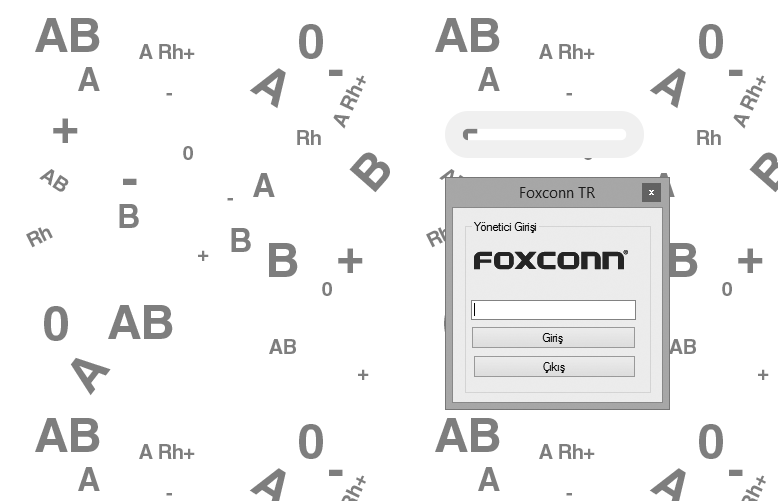 AB
A Rh+
0
AB
A Rh+
0
A
-
A
-
A
-
A
-
A Rh+
A Rh+
+
0
Rh
Rh
AB
-
A
B
B
-
Foxconn TR
x
B
Yönetici Girişi
Rh
Rh
B
+
B
+
FOXCONN®
B
+
0
0
0
AB
Giriş
AB
AB
A
+
Çıkış
+
AB
A Rh+
0
AB
A Rh+
0
A
-
A
-
A
-
A
-
Rh+
Rh+